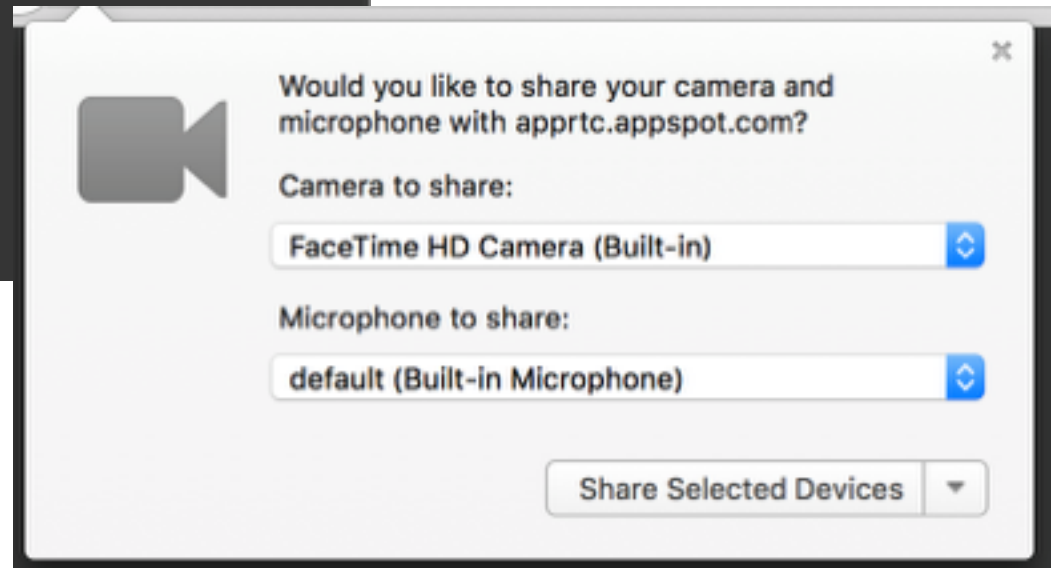 Would you like to share your camera and
microphone with apprtc.appspot.com?
Camera to share:
FaceTime HD Camera (Built-in)
Microphone to share:
default (Built-in Microphone)
Share Selected Devices